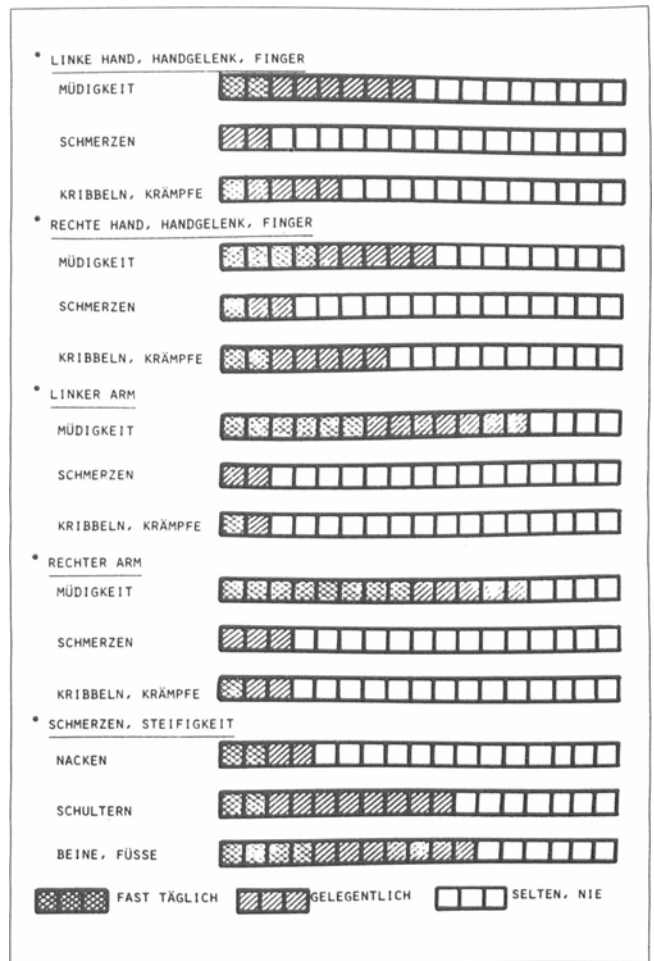 * LINKE HAND, HANDGELENK, FINGER
MÜDIGKEIT
SCHMERZEN
KRIBBELN, KRÄMPFE
* RECHTE HAND, HANDGELENK, FINGER
MÜDIGKEIT
SCHMERZEN
KRIBBELN, KRÄMPFE
* LINKER ARM
MÜDIGKEIT
SCHMERZEN
KRIBBELN, KRÄMPFE
* RECHTER ARM
MÜDIGKEIT
SCHMERZEN
KRIBBELN, KRÄMPFE
* SCHMERZEN, STEIFIGKEIT
NACKEN
SCHULTERN
BEINE, FÜSSE
FAST TÄGLICH GELEGENTLICH SELTEN, NIE